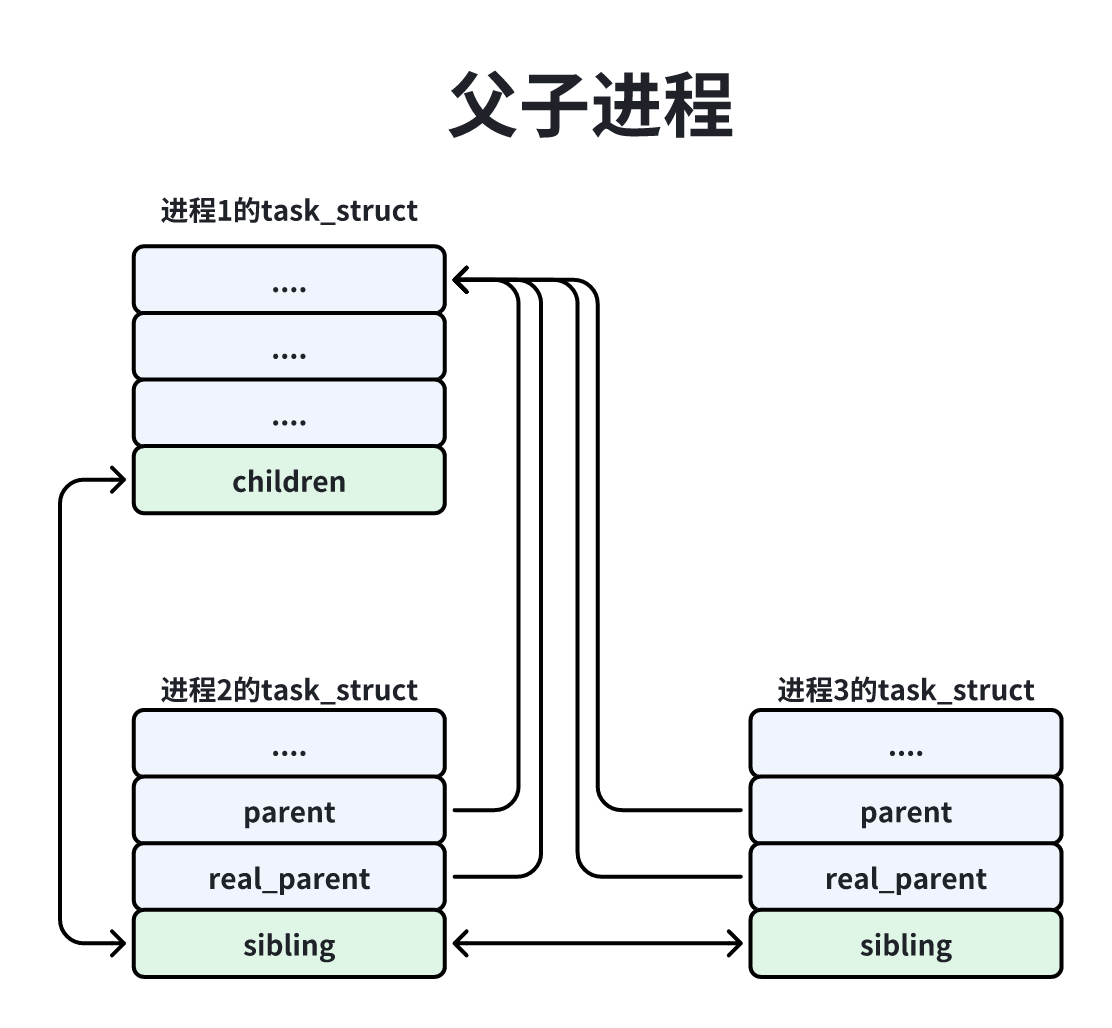 父子进程
进程1的task_struct
....
....
....
children
进程2的task_struct
....
parent
real_parent
sibling
进程3的task_struct
....
parent
real_parent
sibling